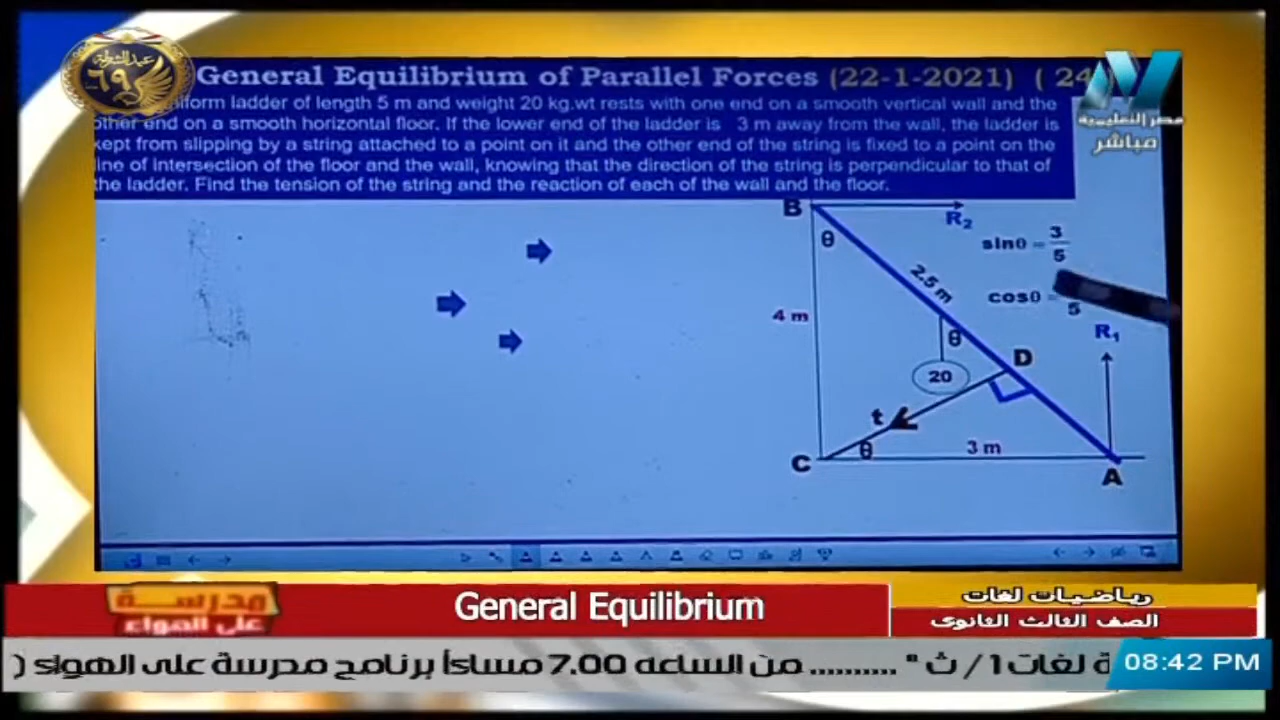 General Equilibrium of Parallel Forces (22-1-2021) ( 24
عيد الشرطة
٦٩
ladder of length 5 m and weight 20 kg.wt rests with one end on a smooth vertical wall and the
other end on a smooth horizontal floor. If the lower end of the ladder is 3 m away from the wall, the ladder is
kept from slipping by a string attached to a point on it and the other end of the string is fixed to a point on the
line of intersection of the floor and the wall, knowing that the direction of the string is perpendicular to that of
the ladder. Find the tension of the string and the reaction of each of the wall and the floor.
مصر التعليمية
مباشر
B
R₂
θ
sinθ = 3/5
2.5 m
cosθ = 5
4 m
R₁
θ
D
20
t
C
θ
3 m
A
مدرسة
على الهواء
General Equilibrium
رياضيات لغات
الصف الثالث الثانوى
ة لغات 1 / ث " .......... من الساعه 7.00 مساءاً برنامج مدرسة على الهواء (
08:42 PM